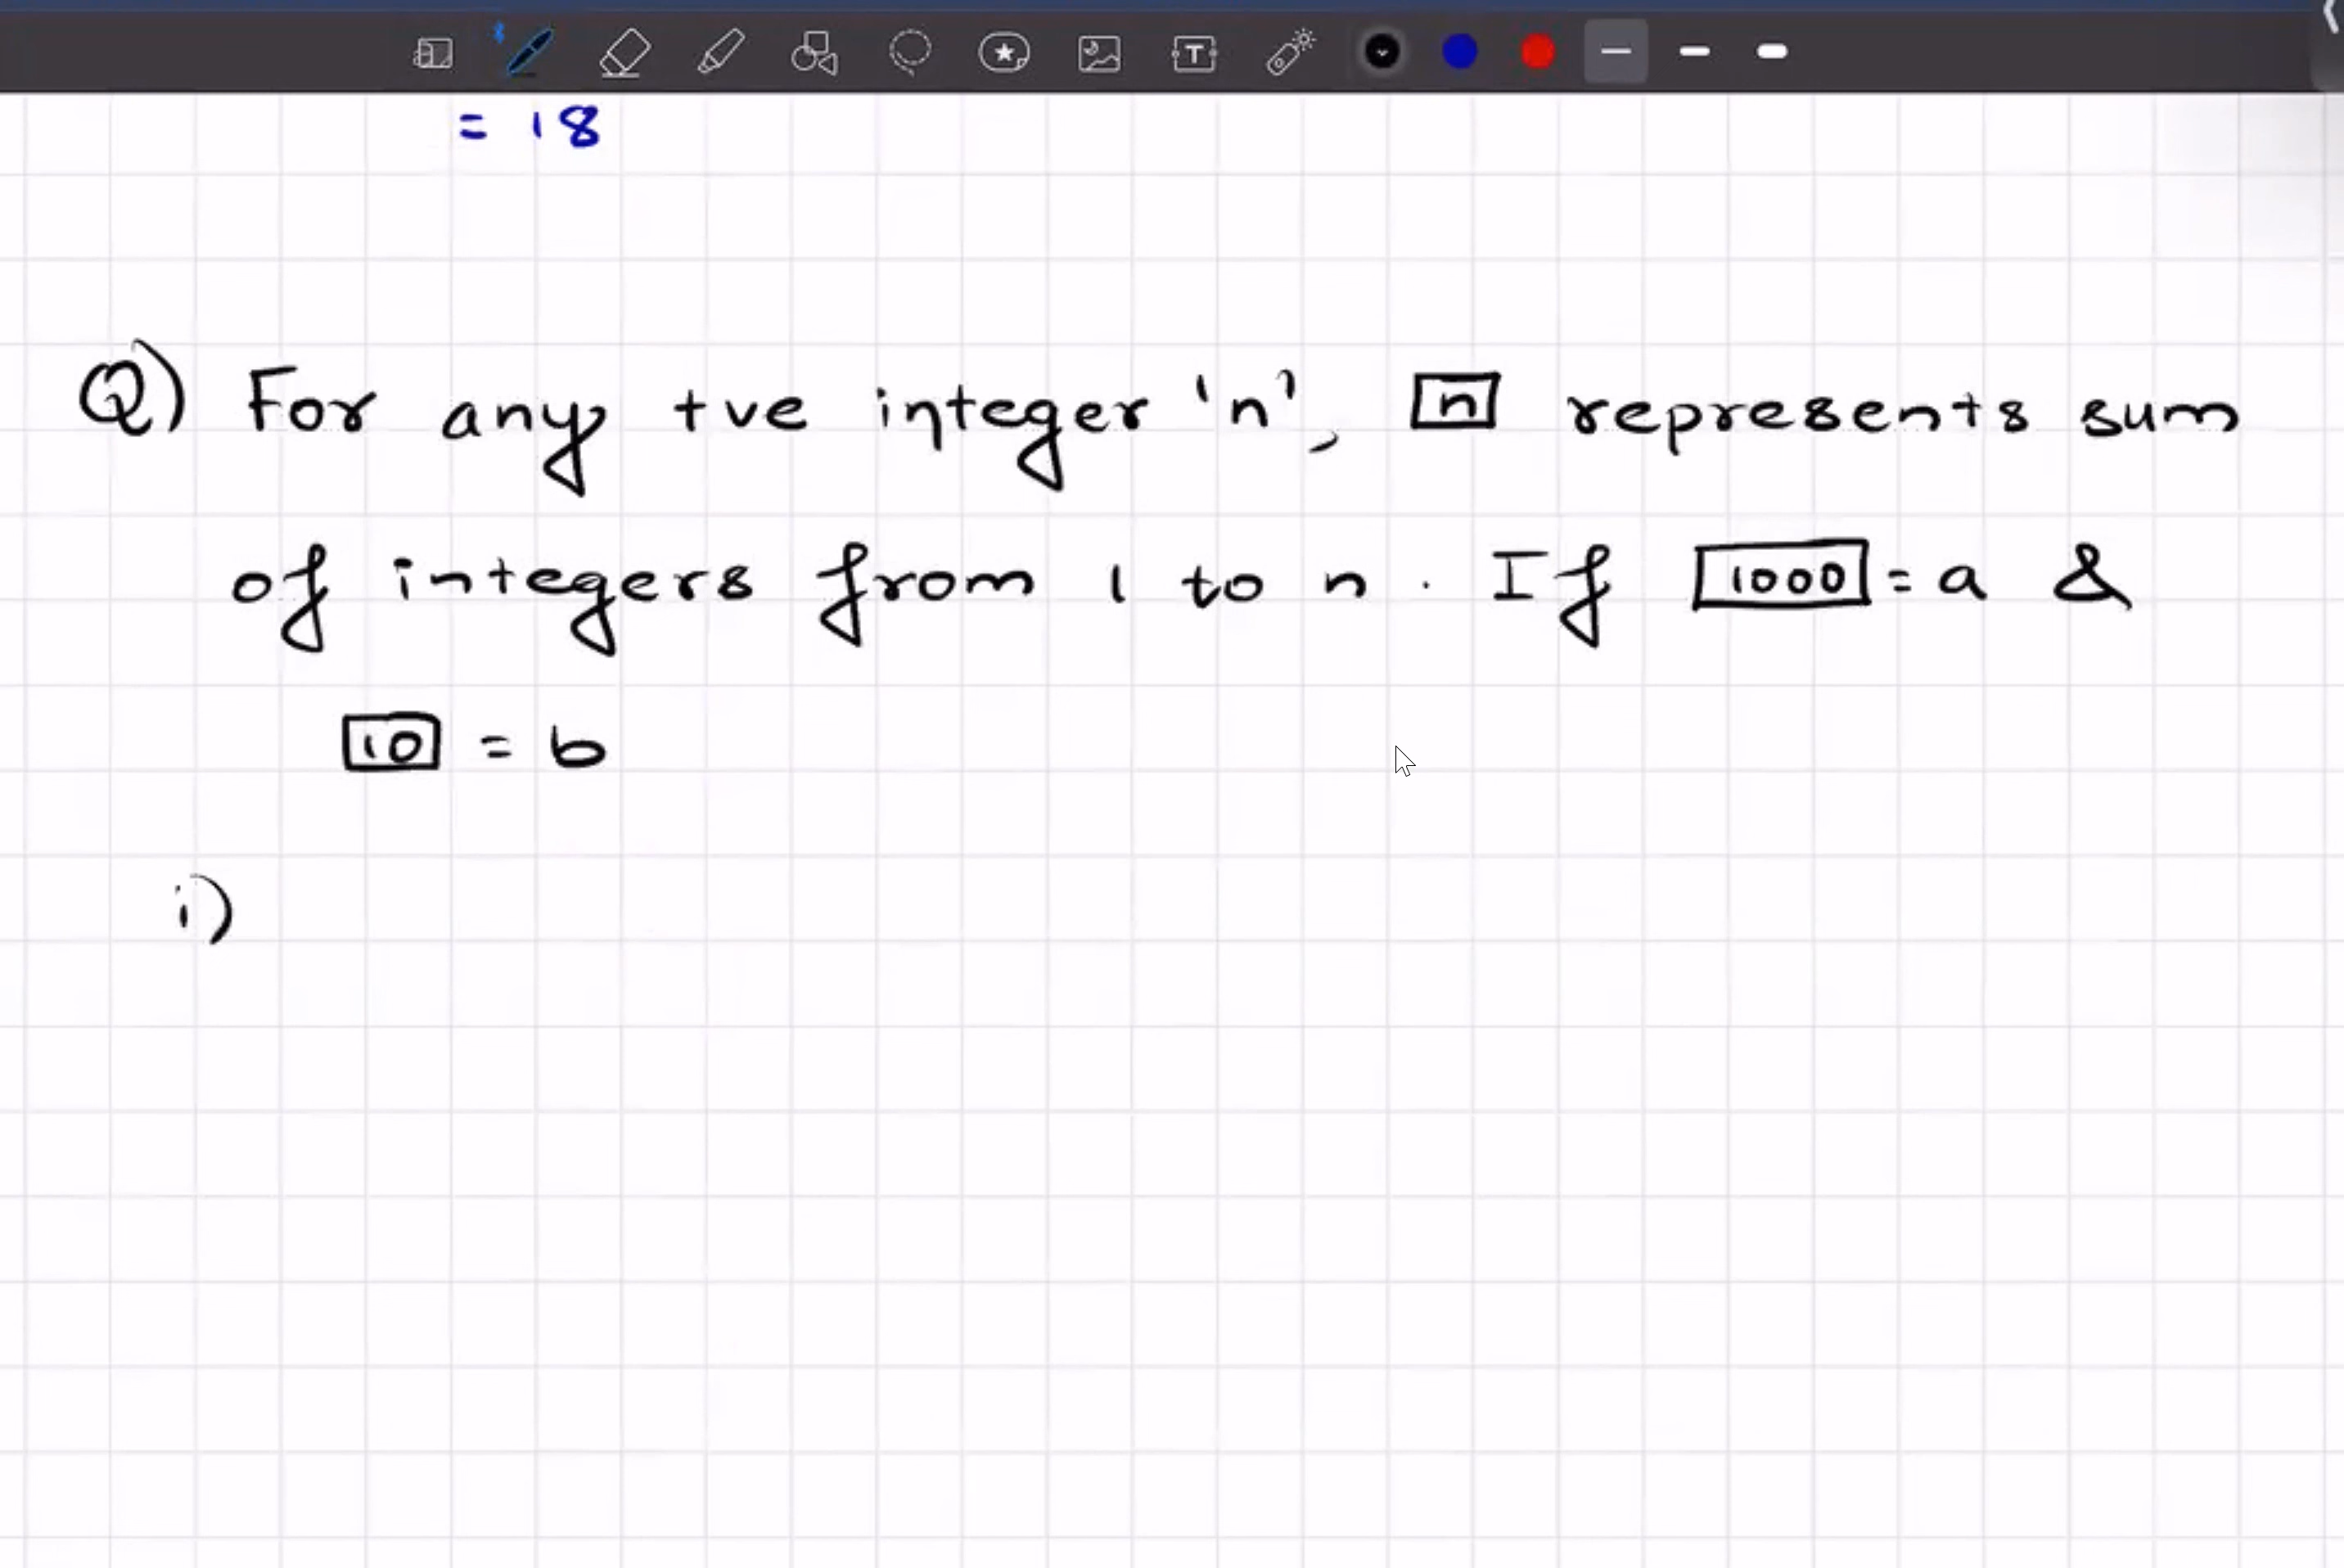 = 18
Q) For any +ve integer 'n', n represents sum
of integers from 1 to n. If 1000 = a &
10 = b
i)